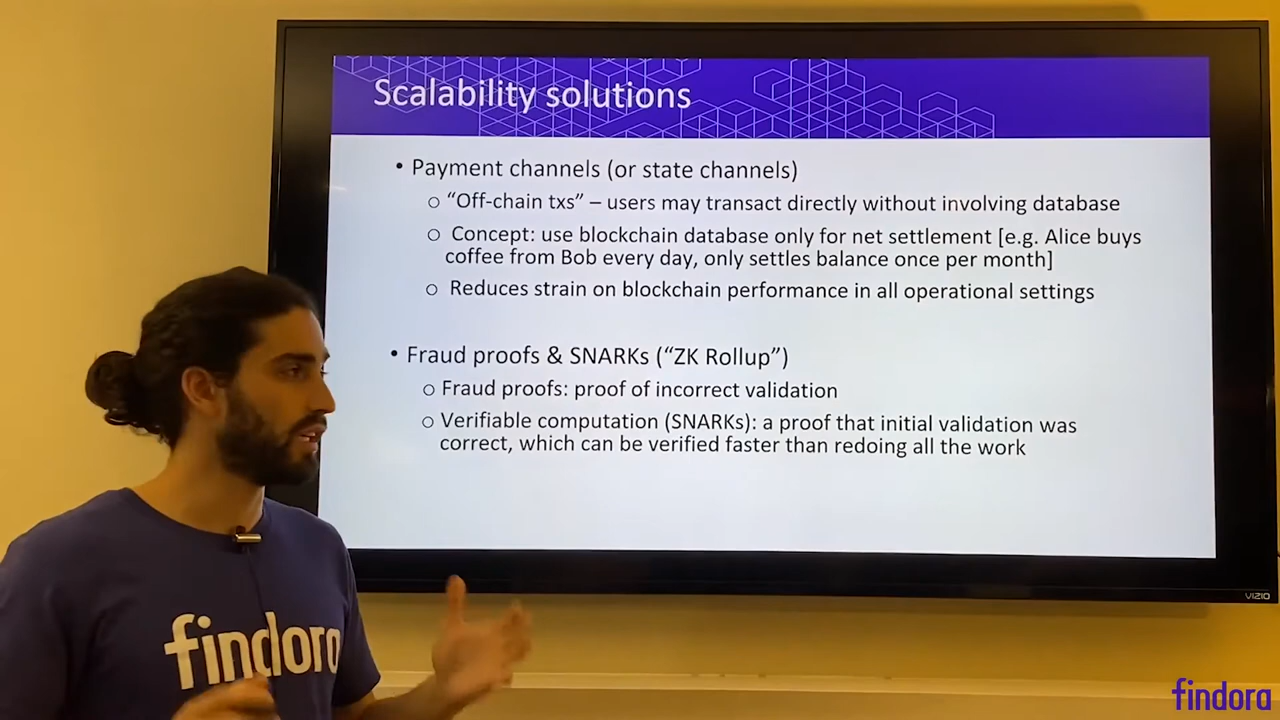 Scalability solutions
• Payment channels (or state channels)
○ “Off-chain txs” – users may transact directly without involving database
○ Concept: use blockchain database only for net settlement [e.g. Alice buys
coffee from Bob every day, only settles balance once per month]
○ Reduces strain on blockchain performance in all operational settings
• Fraud proofs & SNARKs (“ZK Rollup”)
○ Fraud proofs: proof of incorrect validation
○ Verifiable computation (SNARKs): a proof that initial validation was
correct, which can be verified faster than redoing all the work
VIZIO
findora
findora